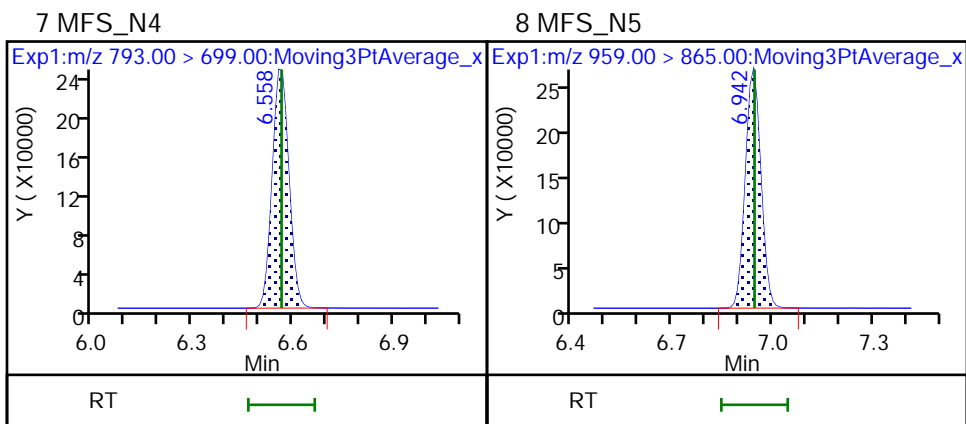 7 MFS_N4
8 MFS_N5
Exp1:m/z 793.00 > 699.00:Moving3PtAverage_x
Exp1:m/z 959.00 > 865.00:Moving3PtAverage_x
Y ( X10000)
24
20
16
12
8
4
0
6.558
6.0 6.3 6.6 6.9
Min
Y ( X10000)
25
20
15
10
5
0
6.942
6.4 6.7 7.0 7.3
Min
RT
RT